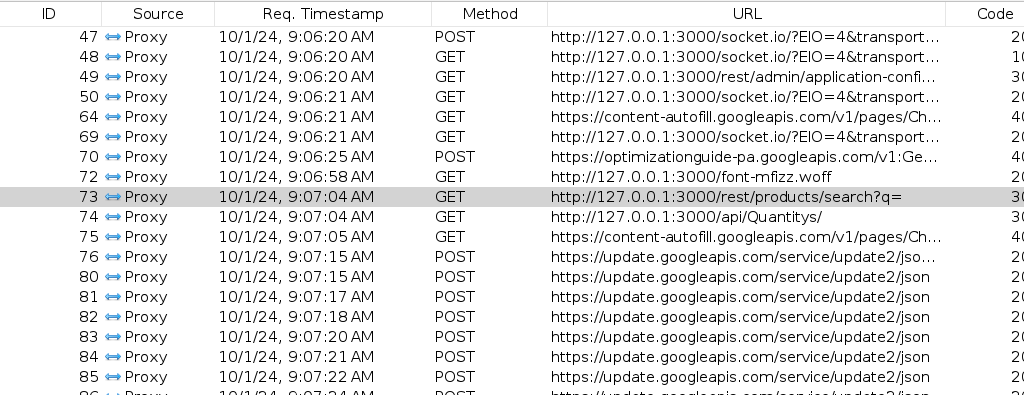 ID Source Req. Timestamp Method URL Code
47 Proxy 10/1/24, 9:06:20 AM POST http://127.0.0.1:3000/socket.io/?EIO=4&transport... 20
48 Proxy 10/1/24, 9:06:20 AM GET http://127.0.0.1:3000/socket.io/?EIO=4&transport... 10
49 Proxy 10/1/24, 9:06:20 AM GET http://127.0.0.1:3000/rest/admin/application-confi... 30
50 Proxy 10/1/24, 9:06:21 AM GET http://127.0.0.1:3000/socket.io/?EIO=4&transport... 20
64 Proxy 10/1/24, 9:06:21 AM GET https://content-autofill.googleapis.com/v1/pages/Ch... 40
69 Proxy 10/1/24, 9:06:21 AM GET http://127.0.0.1:3000/socket.io/?EIO=4&transport... 20
70 Proxy 10/1/24, 9:06:25 AM POST https://optimizationguide-pa.googleapis.com/v1:Ge... 40
72 Proxy 10/1/24, 9:06:58 AM GET http://127.0.0.1:3000/font-mfizz.woff 20
73 Proxy 10/1/24, 9:07:04 AM GET http://127.0.0.1:3000/rest/products/search?q= 30
74 Proxy 10/1/24, 9:07:04 AM GET http://127.0.0.1:3000/api/Quantitys/ 30
75 Proxy 10/1/24, 9:07:05 AM GET https://content-autofill.googleapis.com/v1/pages/Ch... 40
76 Proxy 10/1/24, 9:07:15 AM POST https://update.googleapis.com/service/update2/jso... 20
80 Proxy 10/1/24, 9:07:15 AM POST https://update.googleapis.com/service/update2/json 20
81 Proxy 10/1/24, 9:07:17 AM POST https://update.googleapis.com/service/update2/json 20
82 Proxy 10/1/24, 9:07:18 AM POST https://update.googleapis.com/service/update2/json 20
83 Proxy 10/1/24, 9:07:20 AM POST https://update.googleapis.com/service/update2/json 20
84 Proxy 10/1/24, 9:07:21 AM POST https://update.googleapis.com/service/update2/json 20
85 Proxy 10/1/24, 9:07:22 AM POST https://update.googleapis.com/service/update2/json 20